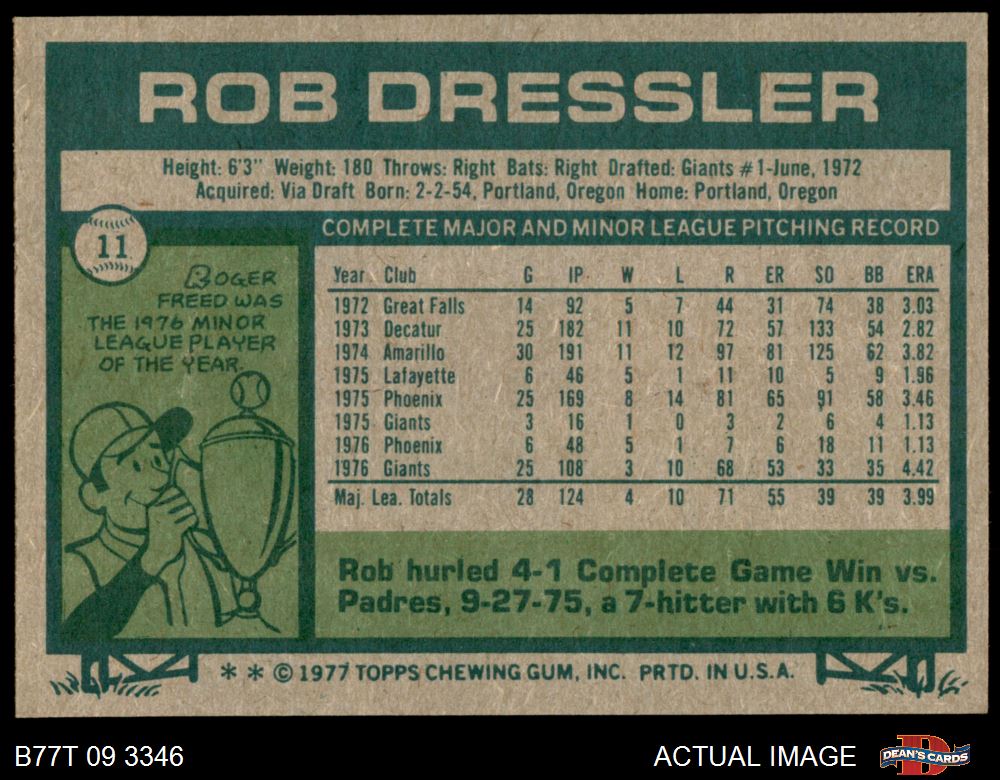 ROB DRESSLER
Height: 6'3" Weight: 180 Throws: Right Bats: Right Drafted: Giants #1-June, 1972
Acquired: Via Draft Born: 2-2-54, Portland, Oregon Home: Portland, Oregon
11
ROGER
FREED WAS
THE 1976 MINOR
LEAGUE PLAYER
OF THE YEAR.
COMPLETE MAJOR AND MINOR LEAGUE PITCHING RECORD
Year Club G IP W L R ER SO BB ERA
1972 Great Falls 14 92 5 7 44 31 74 38 3.03
1973 Decatur 25 182 11 10 72 57 133 54 2.82
1974 Amarillo 30 191 11 12 97 81 125 62 3.82
1975 Lafayette 6 46 5 1 11 10 5 9 1.96
1975 Phoenix 25 169 8 14 81 65 91 58 3.46
1975 Giants 3 16 1 0 3 2 6 4 1.13
1976 Phoenix 6 48 5 1 7 6 18 11 1.13
1976 Giants 25 108 3 10 68 53 33 35 4.42
Maj. Lea. Totals 28 124 4 10 71 55 39 39 3.99
Rob hurled 4-1 Complete Game Win vs.
Padres, 9-27-75, a 7-hitter with 6 K's.
* * © 1977 TOPPS CHEWING GUM, INC. PRTD. IN U.S.A.
B77T 09 3346
ACTUAL IMAGE
D
DEAN'S CARDS